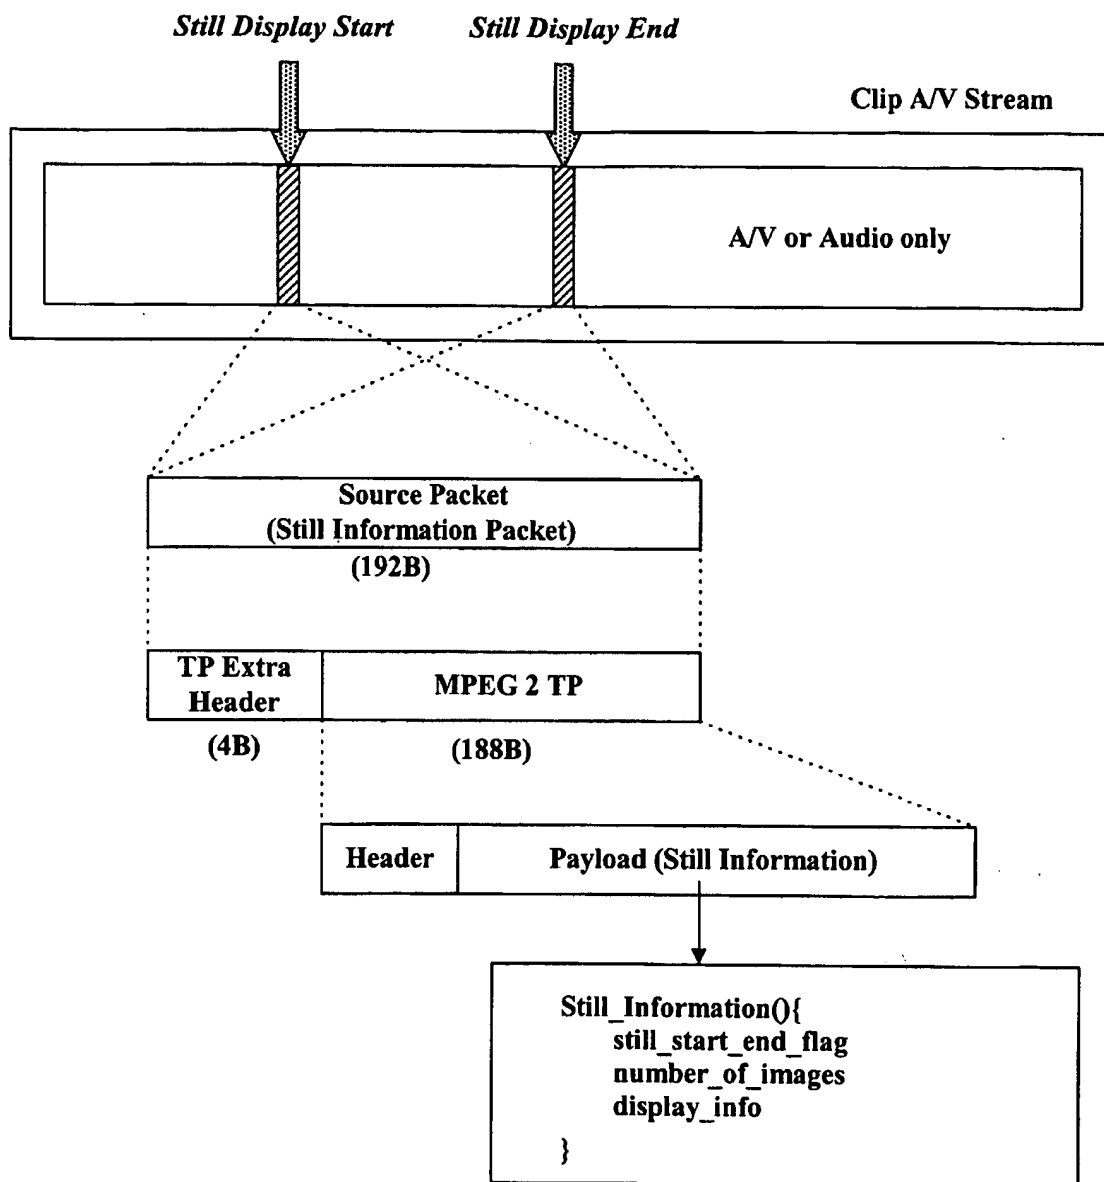 Still Display Start
Still Display End
Clip A/V Stream
A/V or Audio only
Source Packet
(Still Information Packet)
(192B)
TP Extra
Header
MPEG 2 TP
(4B)
(188B)
Header
Payload (Still Information)
Still_Information(){
still_start_end_flag
number_of_images
display_info
}